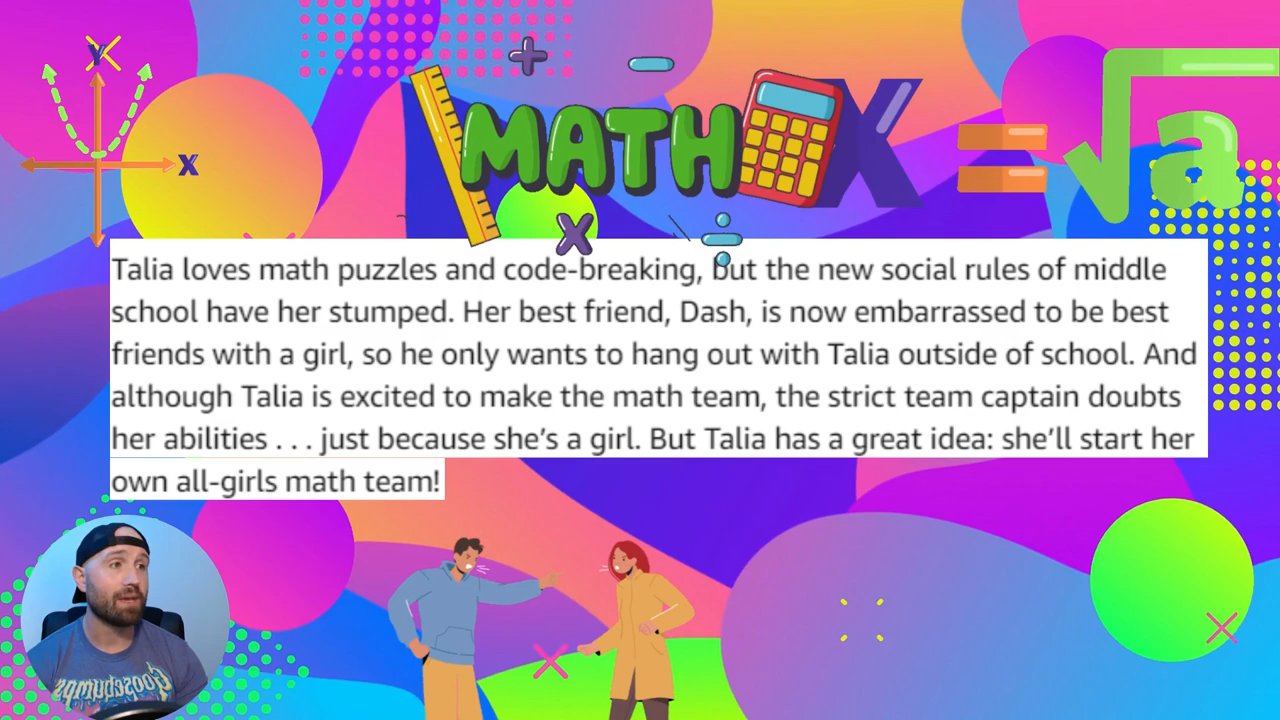 Y
X
MATH
X = √a
Talia loves math puzzles and code-breaking, but the new social rules of middle
school have her stumped. Her best friend, Dash, is now embarrassed to be best
friends with a girl, so he only wants to hang out with Talia outside of school. And
although Talia is excited to make the math team, the strict team captain doubts
her abilities . . . just because she’s a girl. But Talia has a great idea: she’ll start her
own all-girls math team!
Goosebumps